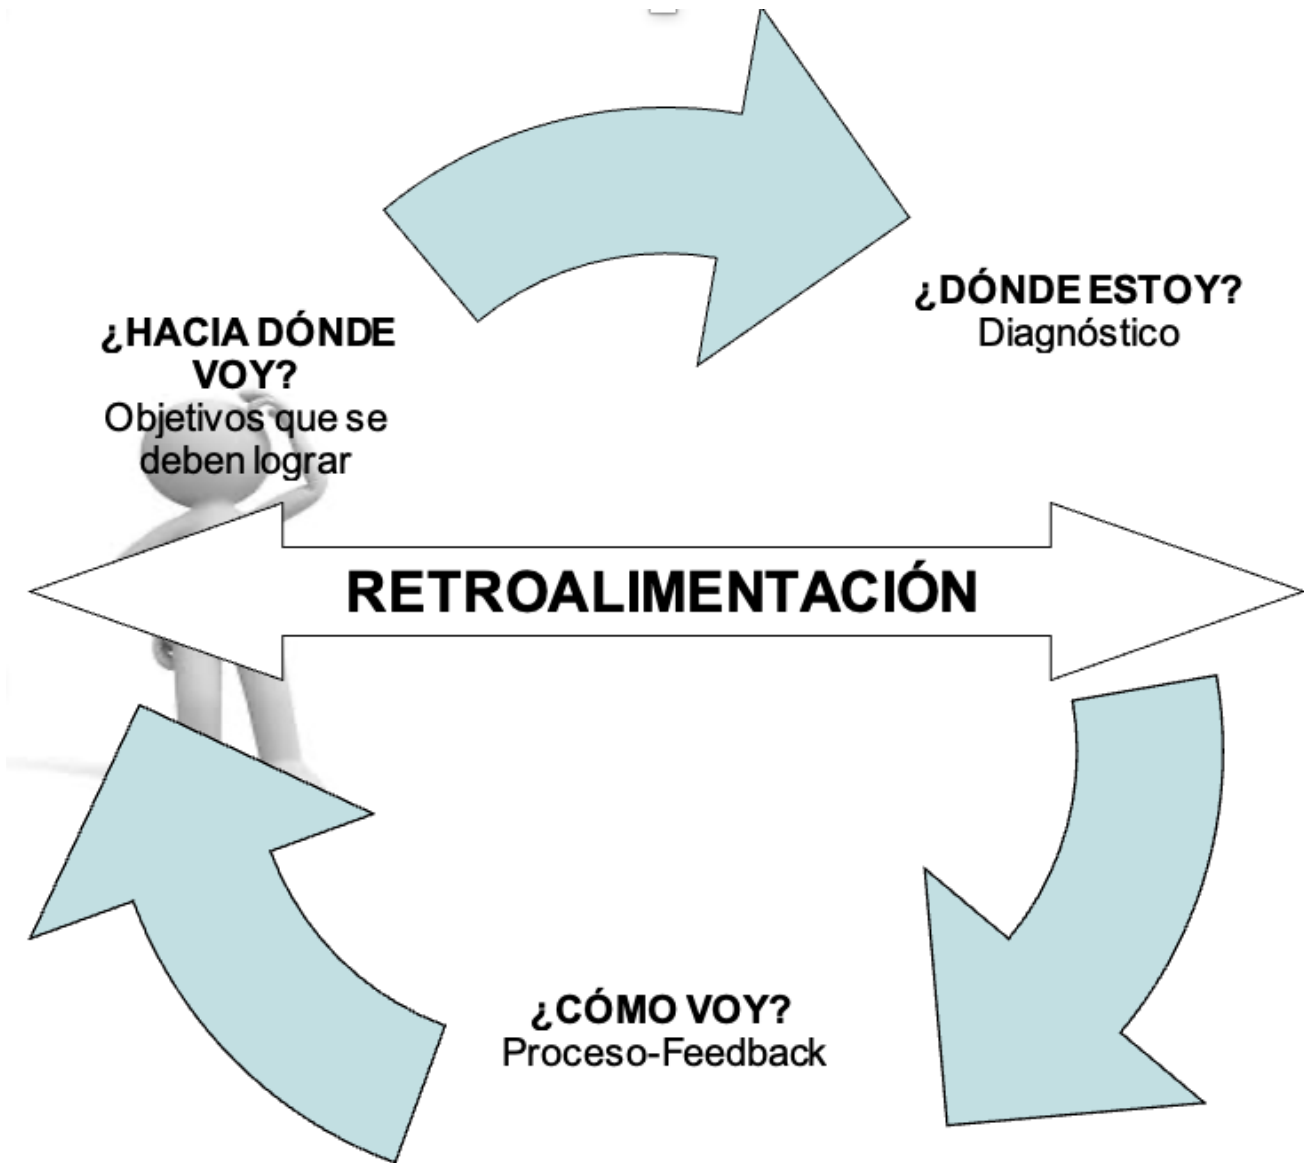 ¿HACIA DÓNDE
VOY?
Objetivos que se
deben lograr
¿DÓNDE ESTOY?
Diagnóstico
RETROALIMENTACIÓN
¿CÓMO VOY?
Proceso-Feedback